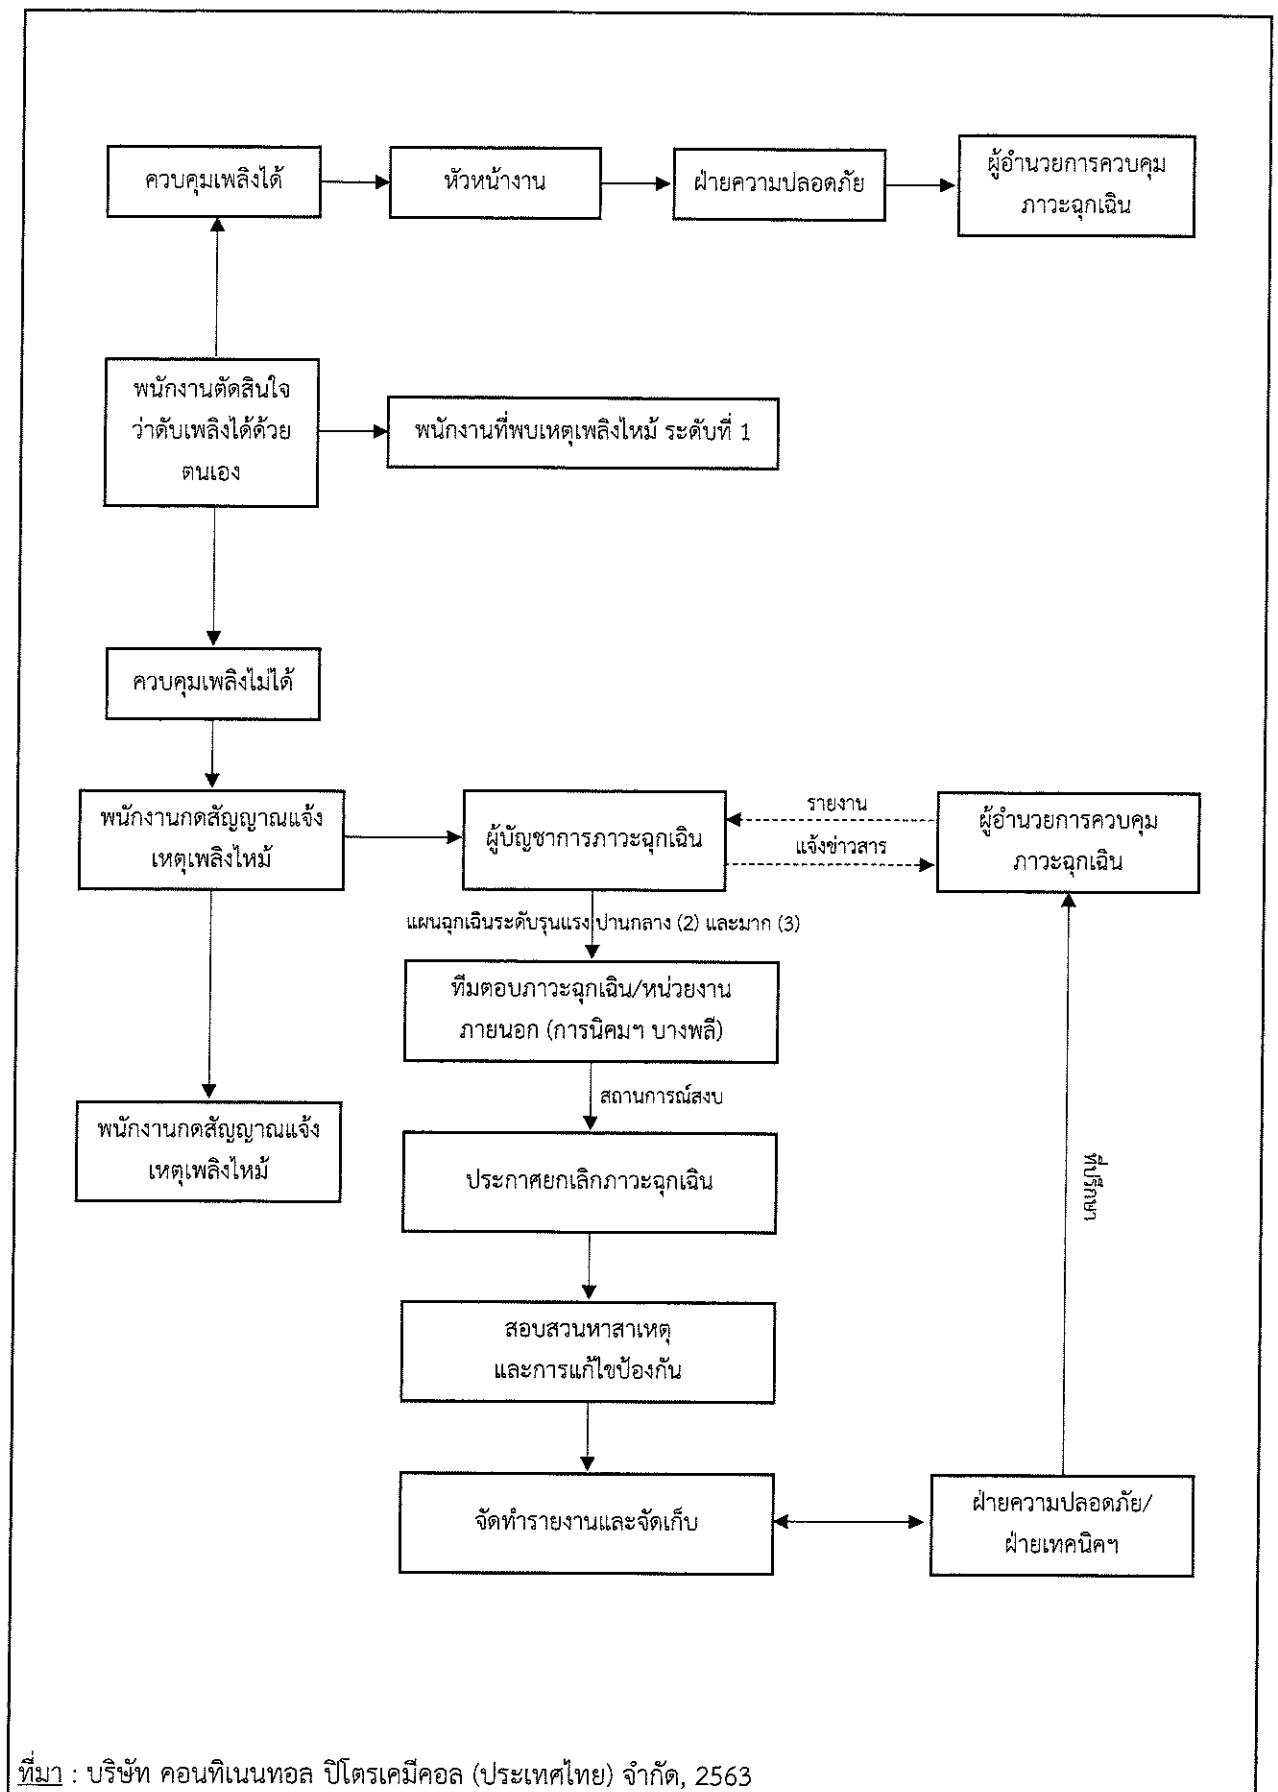 ควบคุมเพลิงได้
หัวหน้างาน
ฝ่ายความปลอดภัย
ผู้อำนวยการควบคุม
ภาวะฉุกเฉิน
พนักงานตัดสินใจ
ว่าดับเพลิงได้ด้วย
ตนเอง
พนักงานที่พบเหตุเพลิงไหม้ ระดับที่ 1
ควบคุมเพลิงไม่ได้
พนักงานกดสัญญาณแจ้ง
เหตุเพลิงไหม้
ผู้บัญชาการภาวะฉุกเฉิน
รายงาน
แจ้งข่าวสาร
ผู้อำนวยการควบคุม
ภาวะฉุกเฉิน
แผนฉุกเฉินระดับรุนแรง ปานกลาง (2) และมาก (3)
ทีมตอบภาวะฉุกเฉิน/หน่วยงาน
ภายนอก (การนิคมฯ บางพลี)
สถานการณ์สงบ
พนักงานกดสัญญาณแจ้ง
เหตุเพลิงไหม้
ประกาศยกเลิกภาวะฉุกเฉิน
ที่ปรึกษา
สอบสวนหาสาเหตุ
และการแก้ไขป้องกัน
จัดทำรายงานและจัดเก็บ
ฝ่ายความปลอดภัย/
ฝ่ายเทคนิคฯ
ที่มา : บริษัท คอนทิเนนทอล ปิโตรเคมีคอล (ประเทศไทย) จำกัด, 2563